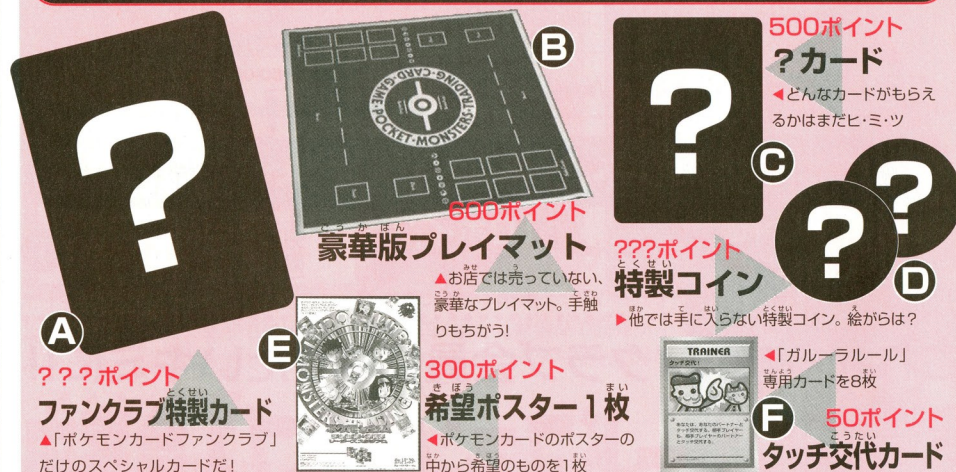 A
???ポイント
ファンクラブ特製カード
▲「ポケモンカードファンクラブ」
だけのスペシャルカードだ!
B
POCKET・MONSTERS・TRADING・CARD・GAME
600ポイント
豪華版プレイマット
▲お店では売っていない、
豪華なプレイマット。手触
りもちがう!
C
500ポイント
?カード
◀どんなカードがもらえ
るかはまだヒ・ミ・ツ
D
???ポイント
特製コイン
▶他では手に入らない特製コイン。絵がらは?
E
300ポイント
希望ポスター1枚
◀ポケモンカードのポスターの
中から希望のものを1枚
TRAINER
タッチ交代!
F
◀「ガルーラルール」
専用カードを8枚
50ポイント
タッチ交代カード